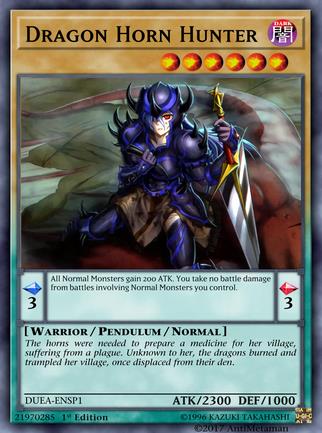 Dragon Horn Hunter
DARK
闇
All Normal Monsters gain 200 ATK. You take no battle damage
from battles involving Normal Monsters you control.
3
3
[Warrior / Pendulum / Normal]
The horns were needed to prepare a medicine for her village,
suffering from a plague. Unknown to her, the dragons burned and
trampled her village, once displaced from their den.
DUEA-ENSP1
ATK/2300 DEF/1000
21970285
1st Edition
©1996 KAZUKI TAKAHASHI
©2017 AntiMetaman